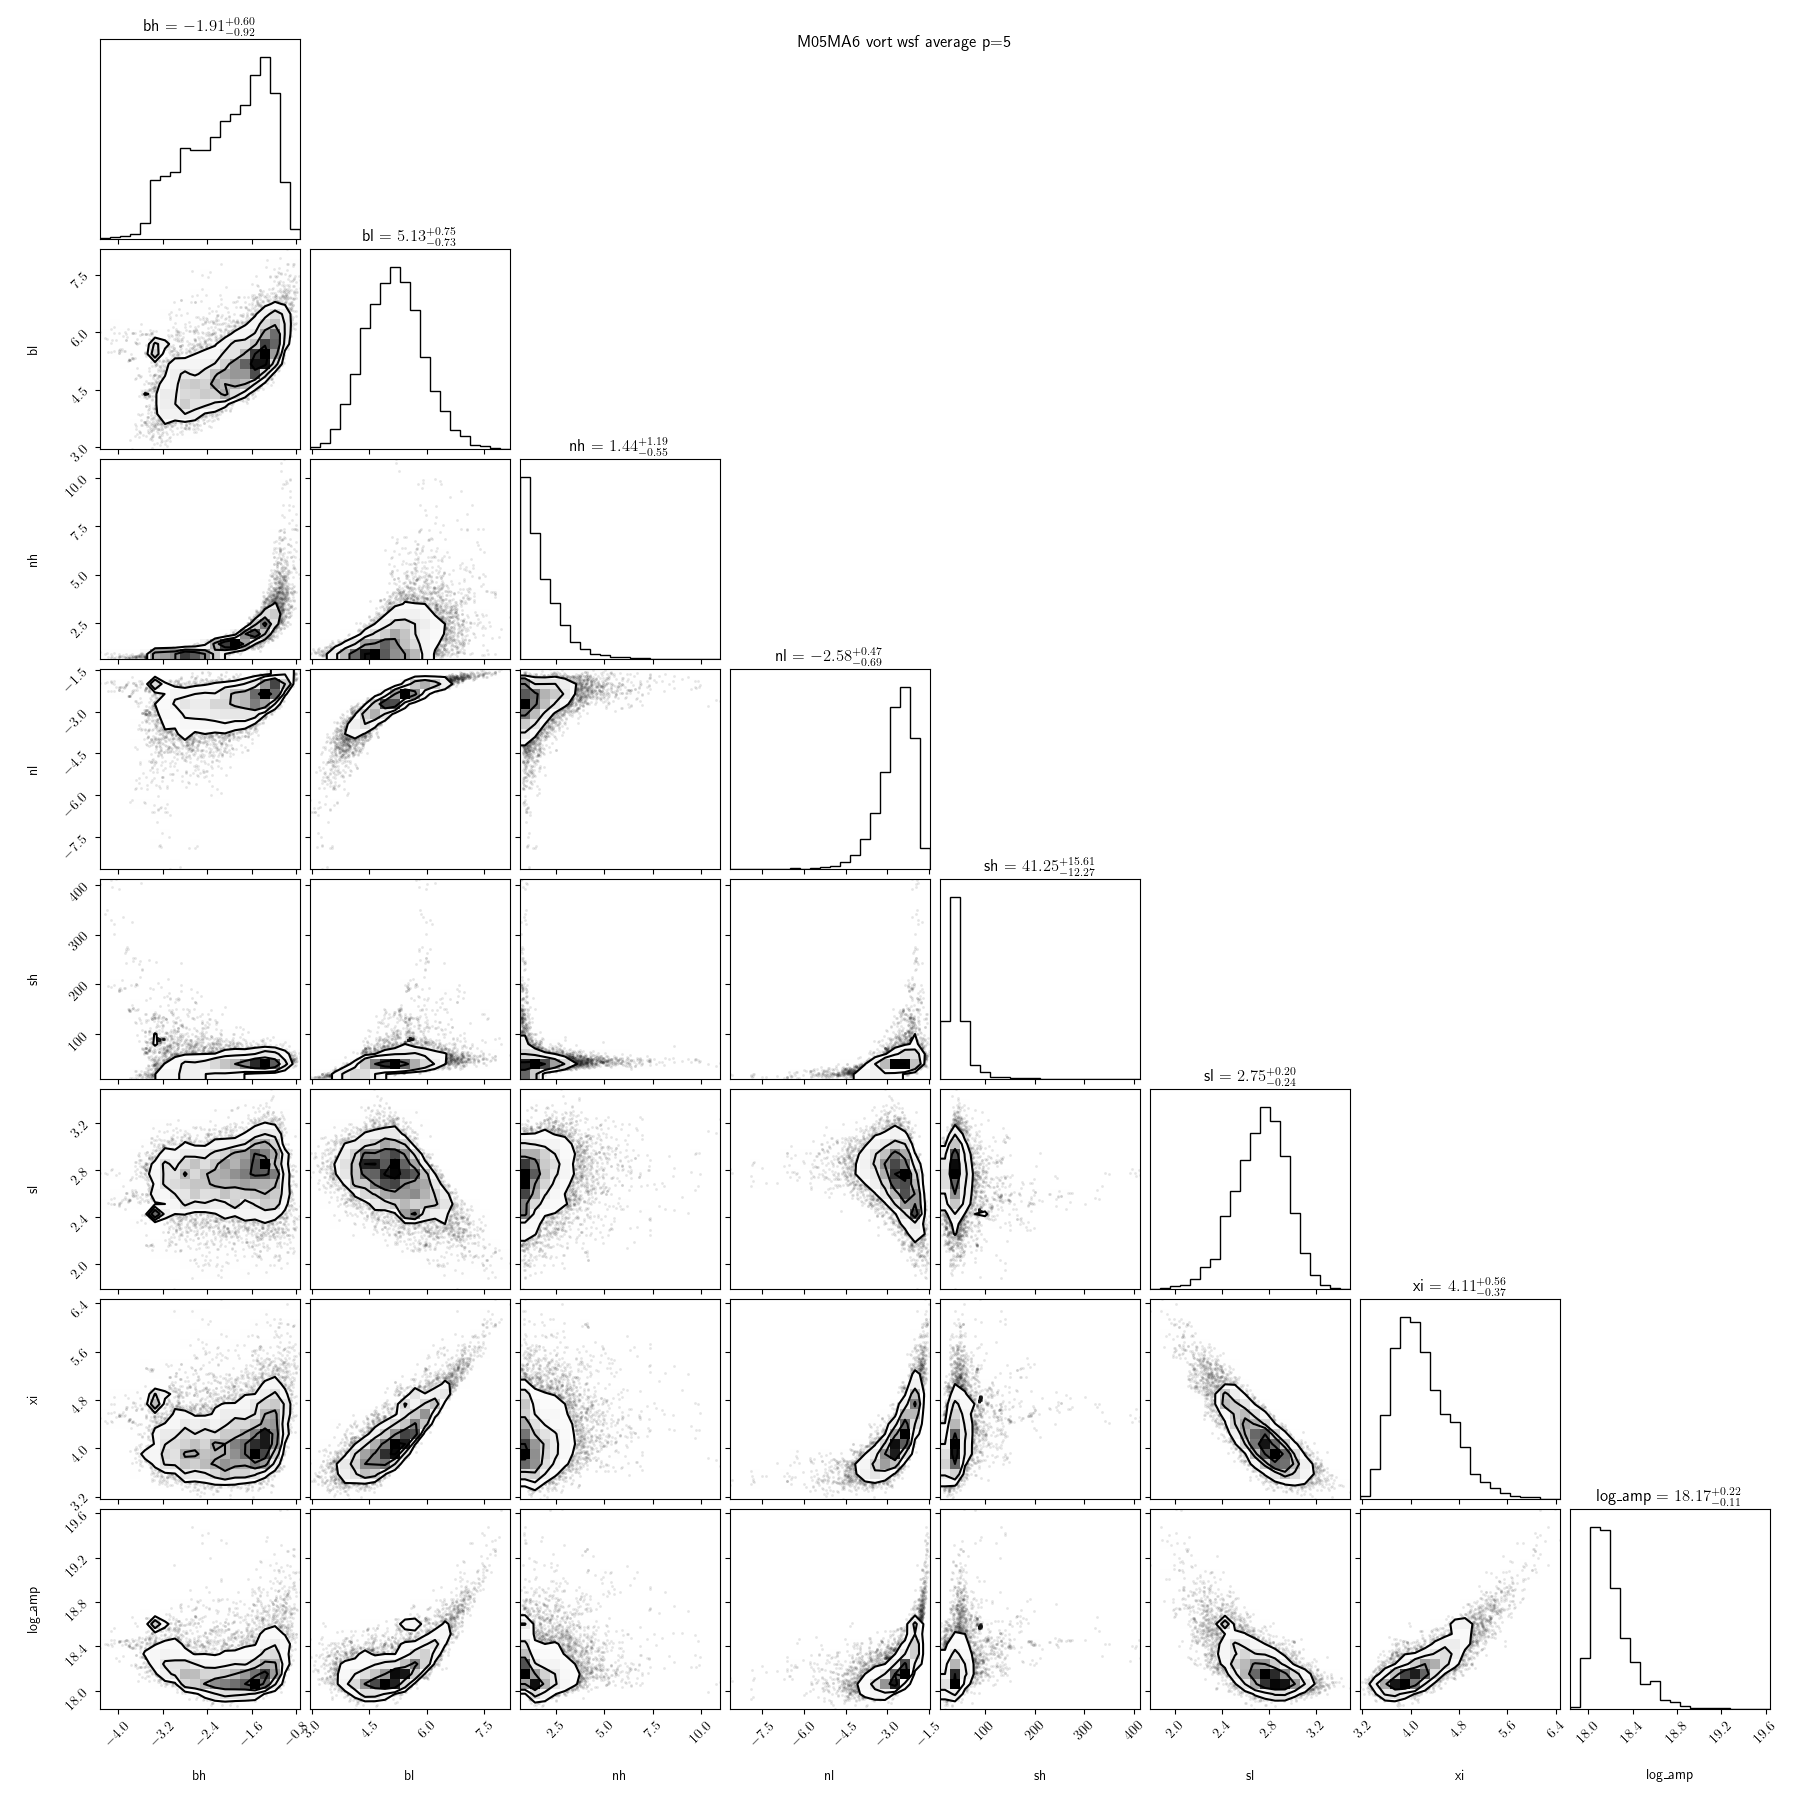 M05MA6 vort wsf average p=5
bh = −1.91+0.60 −0.92
bl = 5.13+0.75 −0.73
7.5
6.0
4.5
3.0
bl
nh = 1.44+1.19 −0.55
10.0
7.5
5.0
2.5
nh
nl = −2.58+0.47 −0.69
−1.5
−3.0
−4.5
−6.0
−7.5
nl
sh = 41.25+15.61 −12.27
400
300
200
100
sh
sl = 2.75+0.20 −0.24
3.2
2.8
2.4
2.0
sl
xi = 4.11+0.56 −0.37
6.4
5.6
4.8
4.0
3.2
xi
log_amp = 18.17+0.22 −0.11
19.6
19.2
18.8
18.4
18.0
log_amp
−4.0 −3.2 −2.4 −1.6 −0.8
3.0 4.5 6.0 7.5
2.5 5.0 7.5 10.0
−7.5 −6.0 −4.5 −3.0 −1.5
100 200 300 400
2.0 2.4 2.8 3.2
3.2 4.0 4.8 5.6 6.4
18.0 18.4 18.8 19.2 19.6
bh bl nh nl sh sl xi log_amp